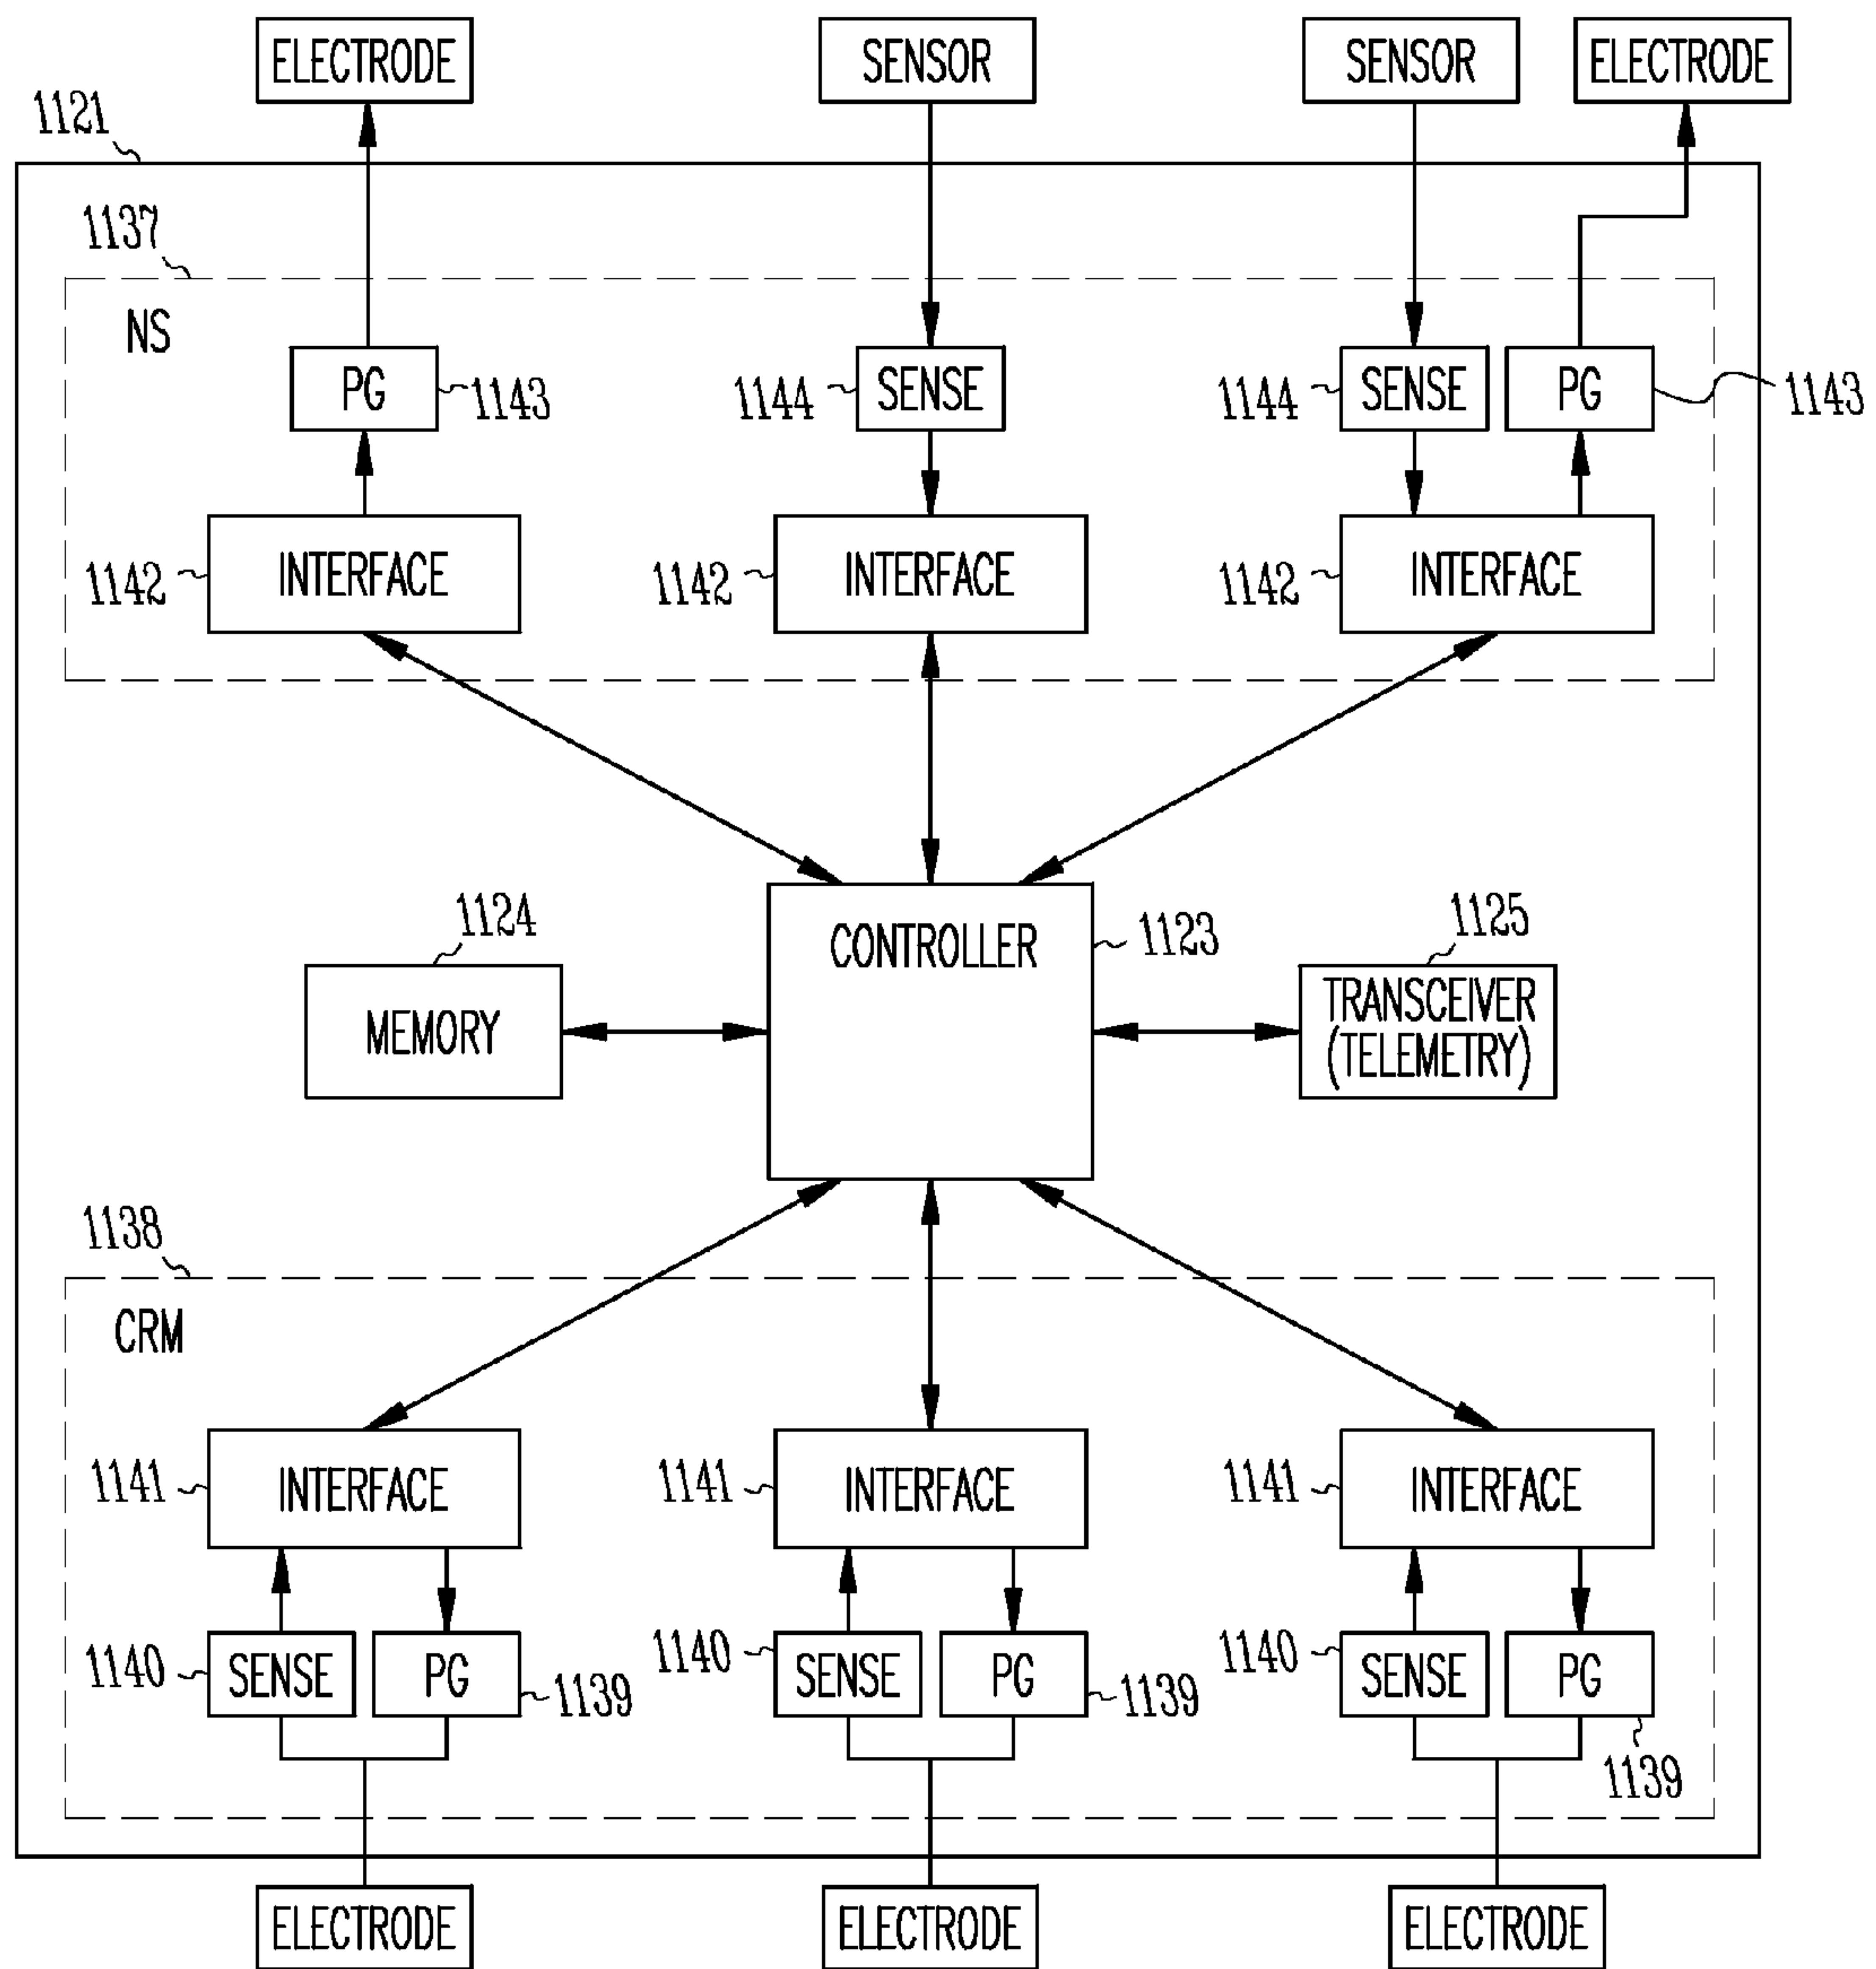 ELECTRODE
SENSOR
SENSOR
ELECTRODE
1121
1137
NS
PG
1143
1144
SENSE
1144
SENSE
PG
1143
1142
INTERFACE
1142
INTERFACE
1142
INTERFACE
1124
MEMORY
CONTROLLER
1123
1125
TRANSCEIVER
(TELEMETRY)
1138
CRM
1141
INTERFACE
1141
INTERFACE
1141
INTERFACE
1140
SENSE
PG
1139
1140
SENSE
PG
1139
1140
SENSE
PG
1139
ELECTRODE
ELECTRODE
ELECTRODE